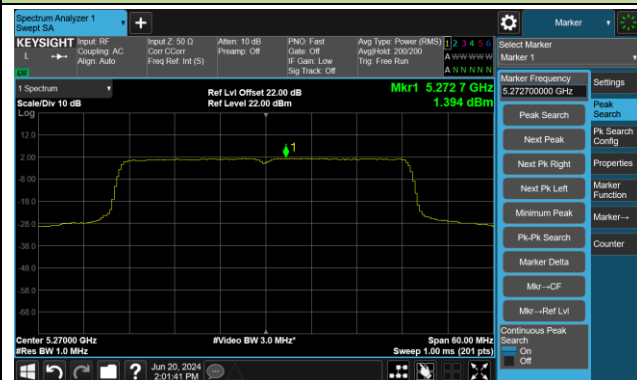 Spectrum Analyzer 1
Swept SA
+
Marker
KEYSIGHT
L
Input: RF
Coupling: AC
Align: Auto
Input Z: 50 Ω
Corr CCorr
Freq Ref: Int (S)
Atten: 10 dB
Preamp: Off
PNO: Fast
Gate: Off
IF Gain: Low
Sig Track: Off
Avg Type: Power (RMS)
Avg|Hold: 200/200
Trig: Free Run
1 2 3 4 5 6
A W W W W W
A N N N N N
Select Marker
Marker 1
1 Spectrum
Scale/Div 10 dB
Log
Ref Lvl Offset 22.00 dB
Ref Level 22.00 dBm
Mkr1 5.272 7 GHz
1.394 dBm
12.0
2.00
-8.00
-18.0
-28.0
-38.0
-48.0
-58.0
-68.0
1
Center 5.27000 GHz
#Res BW 1.0 MHz
#Video BW 3.0 MHz*
Span 60.00 MHz
Sweep 1.00 ms (201 pts)
Marker Frequency
5.272700000 GHz
Peak Search
Next Peak
Next Pk Right
Next Pk Left
Minimum Peak
Pk-Pk Search
Marker Delta
Mkr→CF
Mkr→Ref Lvl
Continuous Peak
Search
On
Off
Settings
Peak
Search
Pk Search
Config
Properties
Marker
Function
Marker→
Counter
?
Jun 20, 2024
2:01:41 PM